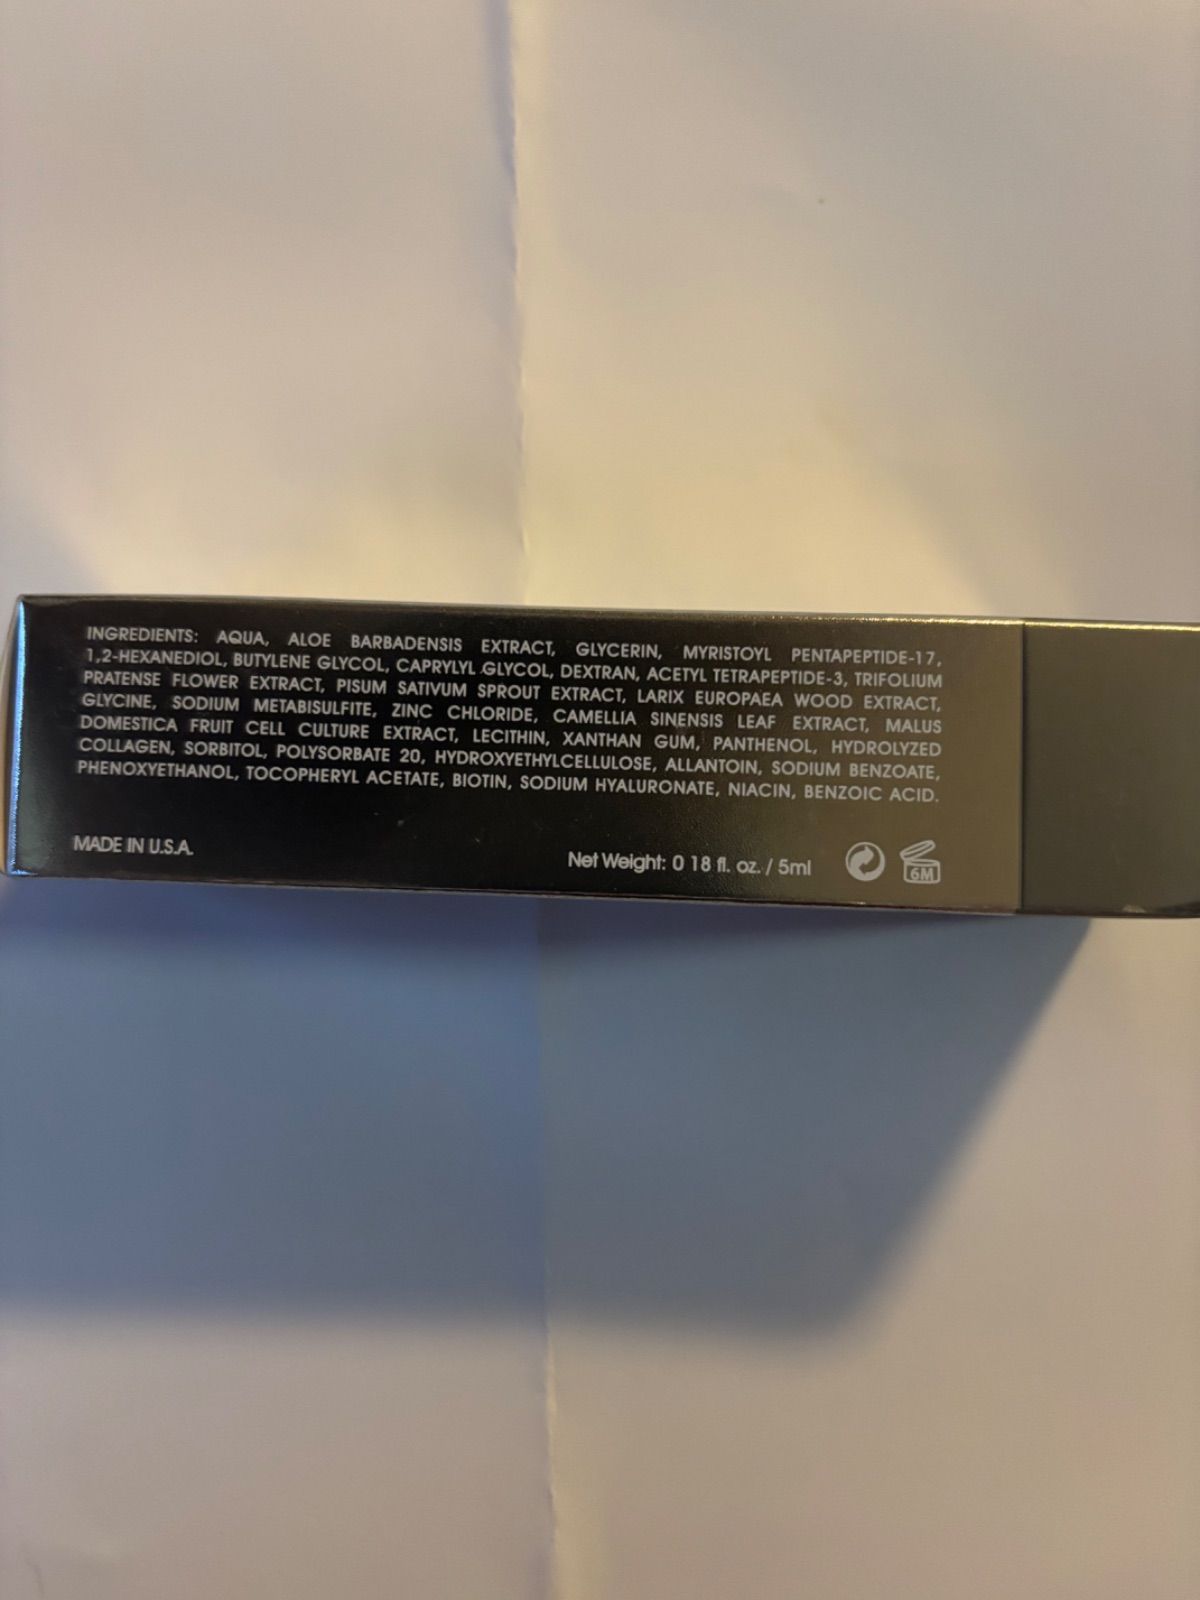 INGREDIENTS: AQUA, ALOE BARBADENSIS EXTRACT, GLYCERIN, MYRISTOYL PENTAPEPTIDE-17,
1,2-HEXANEDIOL, BUTYLENE GLYCOL, CAPRYLYL GLYCOL, DEXTRAN, ACETYL TETRAPEPTIDE-3, TRIFOLIUM
PRATENSE FLOWER EXTRACT, PISUM SATIVUM SPROUT EXTRACT, LARIX EUROPAEA WOOD EXTRACT,
GLYCINE, SODIUM METABISULFITE, ZINC CHLORIDE, CAMELLIA SINENSIS LEAF EXTRACT, MALUS
DOMESTICA FRUIT CELL CULTURE EXTRACT, LECITHIN, XANTHAN GUM, PANTHENOL, HYDROLYZED
COLLAGEN, SORBITOL, POLYSORBATE 20, HYDROXYETHYLCELLULOSE, ALLANTOIN, SODIUM BENZOATE,
PHENOXYETHANOL, TOCOPHERYL ACETATE, BIOTIN, SODIUM HYALURONATE, NIACIN, BENZOIC ACID.
MADE IN U.S.A.
Net Weight: 0 18 fl. oz. / 5ml
6M